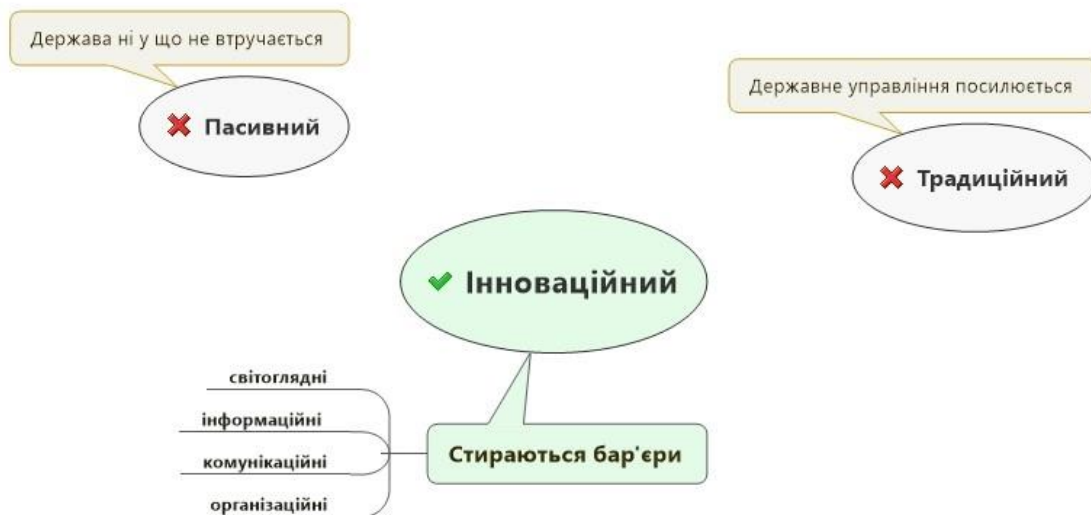 Держава ні у що не втручається
Пасивний
Державне управління посилюється
Традиційний
Інноваційний
Стираються бар'єри
світоглядні
інформаційні
комунікаційні
організаційні